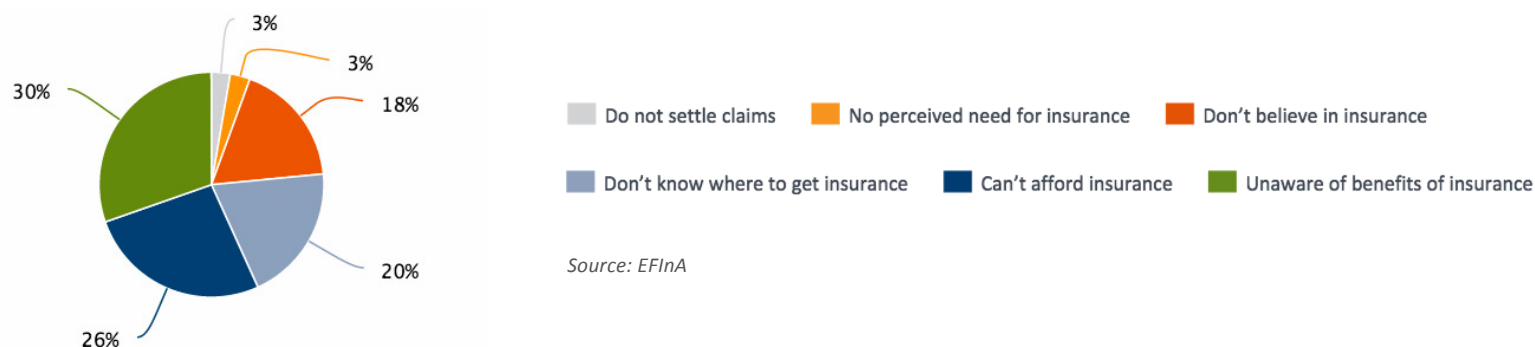 3%
3%
30%
18%
Do not settle claims No perceived need for insurance Don't believe in insurance
Don't know where to get insurance Can't afford insurance Unaware of benefits of insurance
Source: EFInA
20%
26%